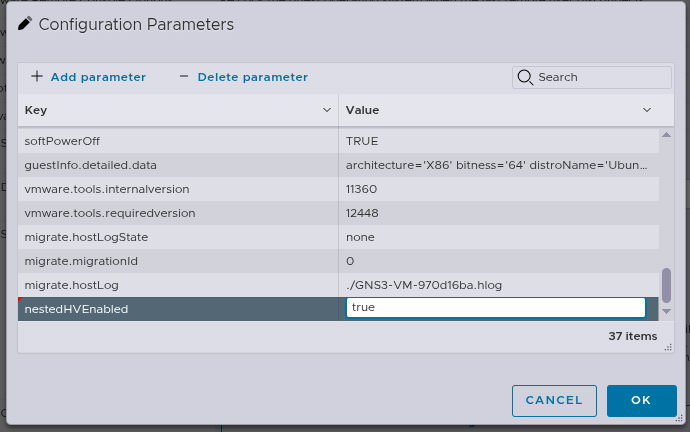 Configuration Parameters
Add parameter Delete parameter Search
Key Value
softPowerOff TRUE
guestInfo.detailed.data architecture='X86' bitness='64' distroName='Ubun...
vmware.tools.internalversion 11360
vmware.tools.requiredversion 12448
migrate.hostLogState none
migrate.migrationId 0
migrate.hostLog ./GNS3-VM-970d16ba.hlog
nestedHVEnabled true
37 items
CANCEL OK